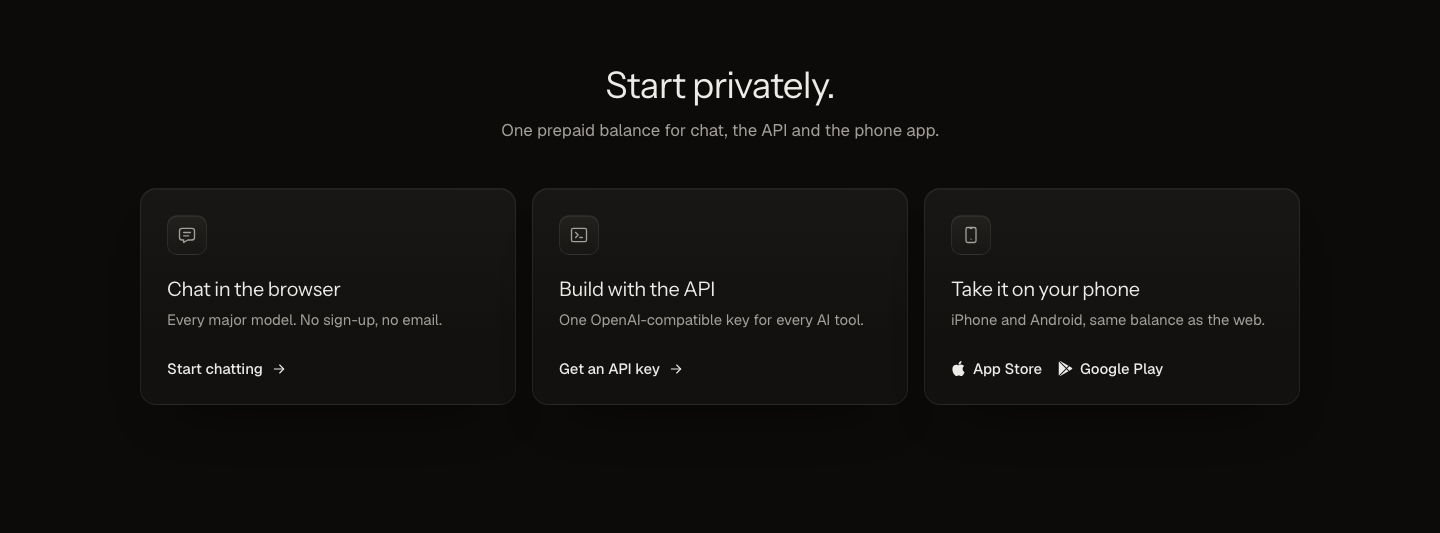 Start privately.
One prepaid balance for chat, the API and the phone app.
Chat in the browser
Every major model. No sign-up, no email.
Start chatting →
Build with the API
One OpenAI-compatible key for every AI tool.
Get an API key →
Take it on your phone
iPhone and Android, same balance as the web.
App Store Google Play